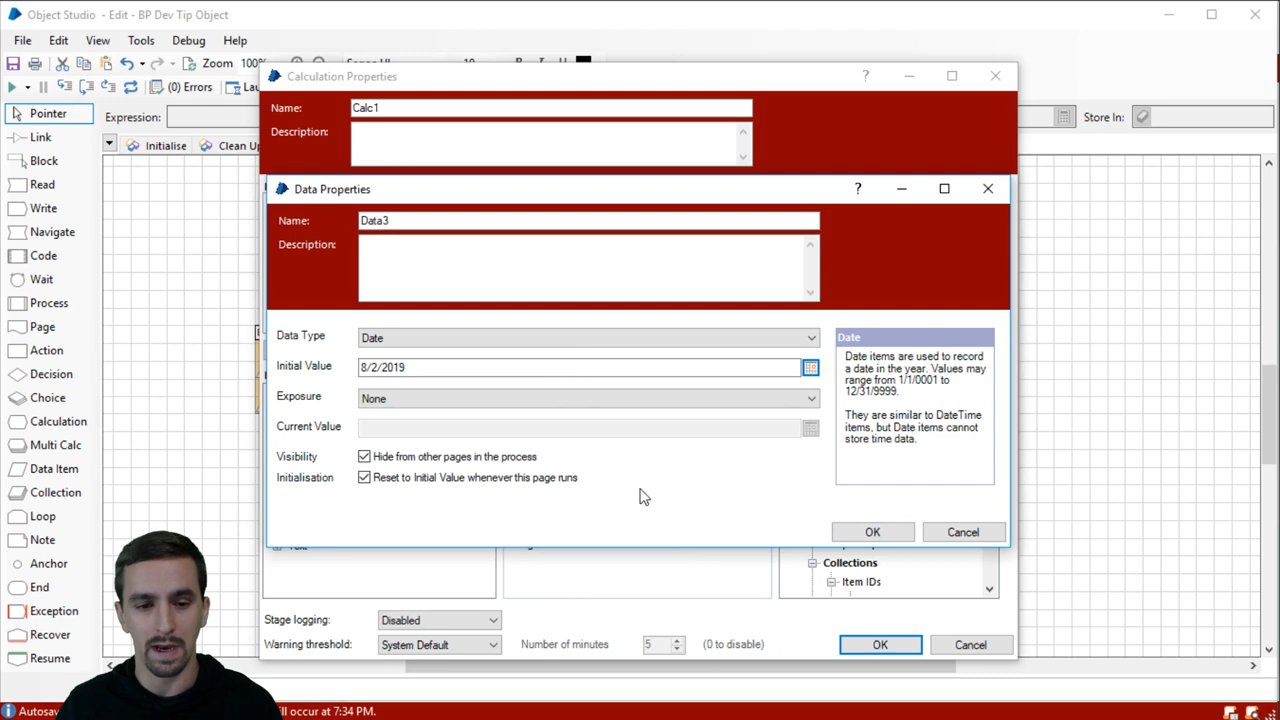 Object Studio - Edit - BP Dev Tip Object
File Edit View Tools Debug Help
Zoom 100%
(0) Errors
Calculation Properties
Pointer
Expression:
Store In:
Name: Calc1
Description:
Link
Initialise
Clean Up
Block
Read
Write
Navigate
Code
Wait
Process
Page
Action
Decision
Choice
Calculation
Multi Calc
Data Item
Collection
Loop
Note
Anchor
End
Exception
Recover
Resume
Data Properties
Name: Data3
Description:
Data Type Date
Initial Value 8/2/2019
Exposure None
Current Value
Visibility Hide from other pages in the process
Initialisation Reset to Initial Value whenever this page runs
Date
Date items are used to record
a date in the year. Values may
range from 1/1/0001 to
12/31/9999.
They are similar to DateTime
items, but Date items cannot
store time data.
OK Cancel
Collections
Item IDs
Stage logging: Disabled
Warning threshold: System Default Number of minutes 5 (0 to disable)
OK Cancel
occur at 7:34 PM.